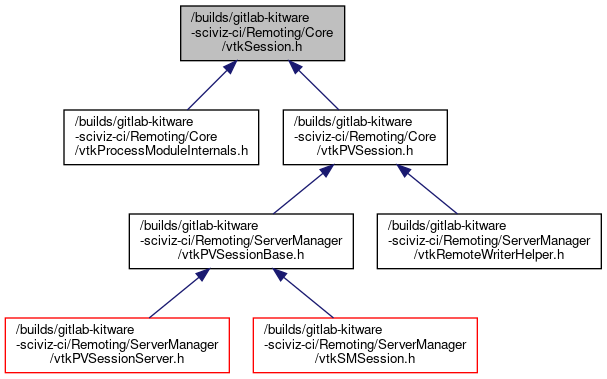 /builds/gitlab-kitware
-sciviz-ci/Remoting/Core
/vtkSession.h
/builds/gitlab-kitware
-sciviz-ci/Remoting/Core
/vtkProcessModuleInternals.h
/builds/gitlab-kitware
-sciviz-ci/Remoting/Core
/vtkPVSession.h
/builds/gitlab-kitware
-sciviz-ci/Remoting/ServerManager
/vtkPVSessionBase.h
/builds/gitlab-kitware
-sciviz-ci/Remoting/ServerManager
/vtkRemoteWriterHelper.h
/builds/gitlab-kitware
-sciviz-ci/Remoting/ServerManager
/vtkPVSessionServer.h
/builds/gitlab-kitware
-sciviz-ci/Remoting/ServerManager
/vtkSMSession.h